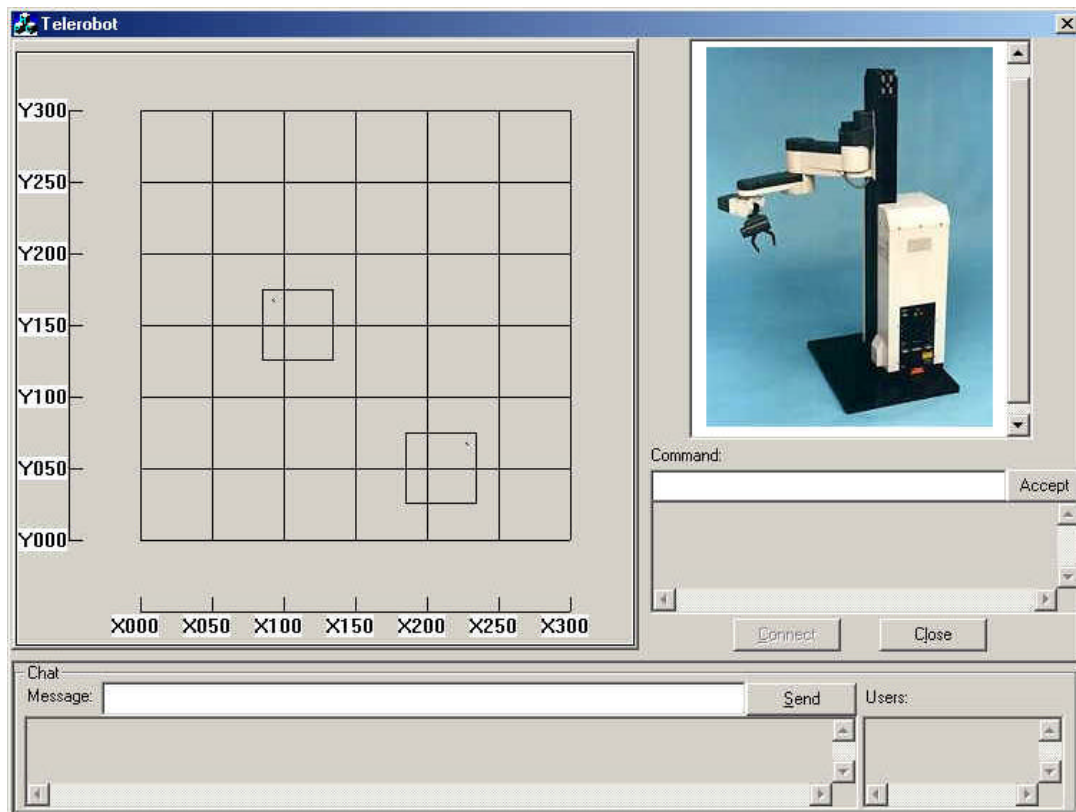 Telerobot
Y300
Y250
Y200
Y150
Y100
Y050
Y000
X000 X050 X100 X150 X200 X250 X300
Command:
Accept
Connect Close
Chat
Message: Send Users: